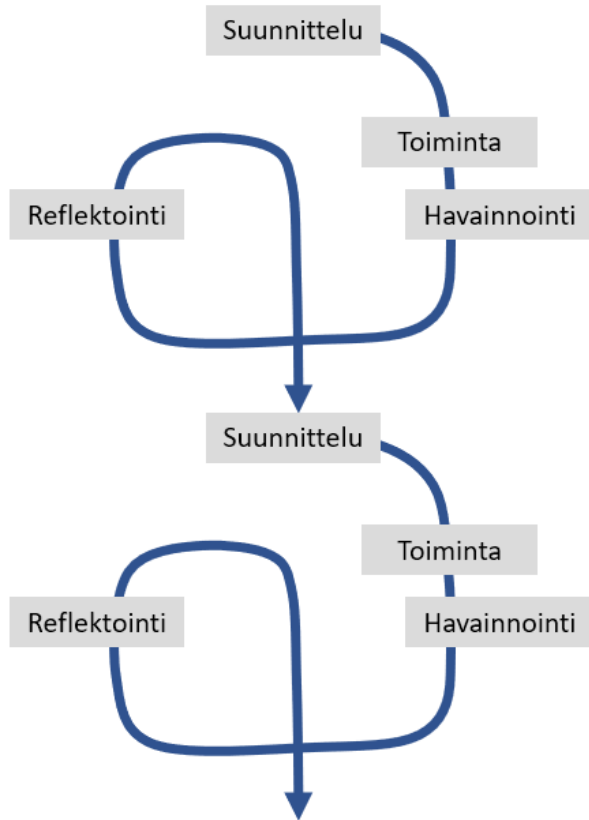 Suunnittelu
Toiminta
Havainnointi
Reflektointi
Suunnittelu
Toiminta
Havainnointi
Reflektointi